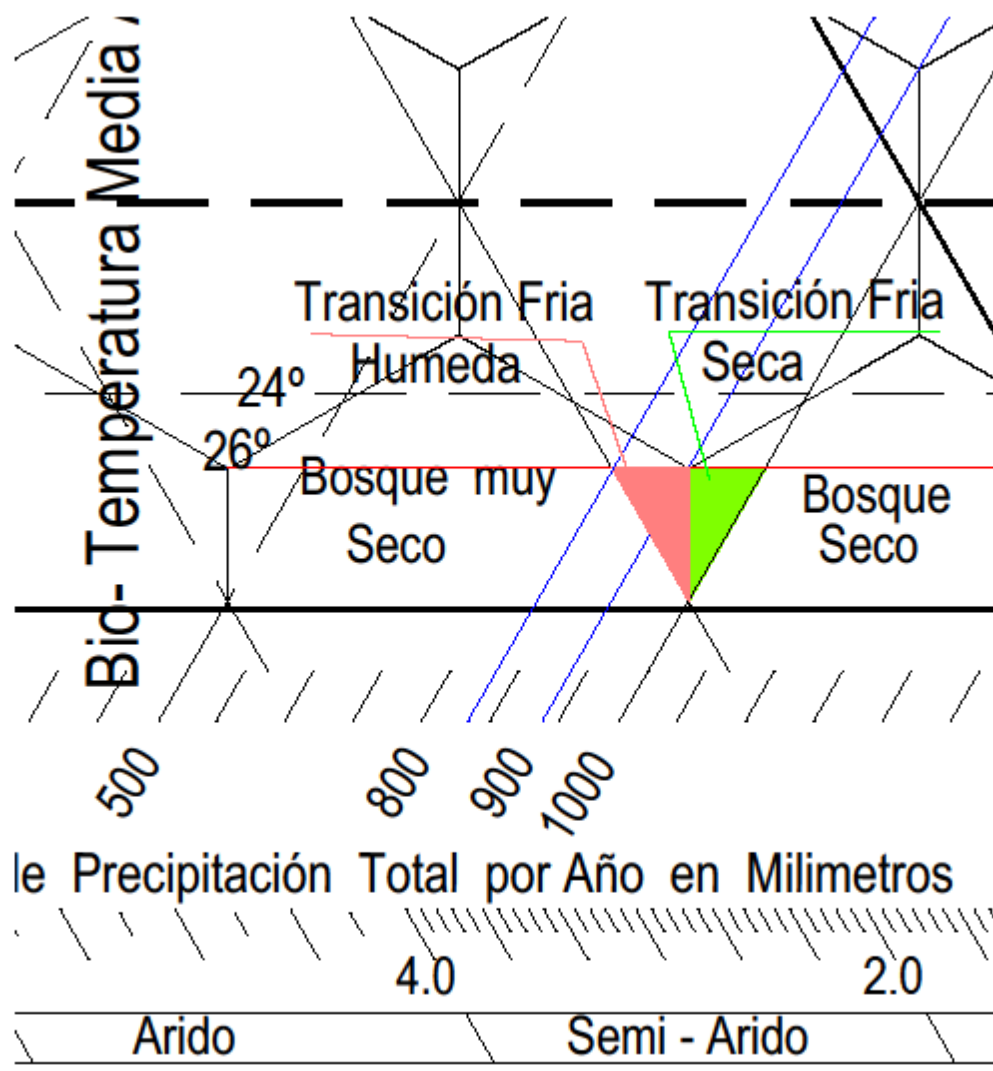 Bio- Temperatura Media
Transición Fria
Humeda
Transición Fria
Seca
24º
26º
Bosque muy
Seco
Bosque
Seco
500
800
900
1000
de Precipitación Total por Año en Milimetros
4.0
2.0
Arido
Semi - Arido